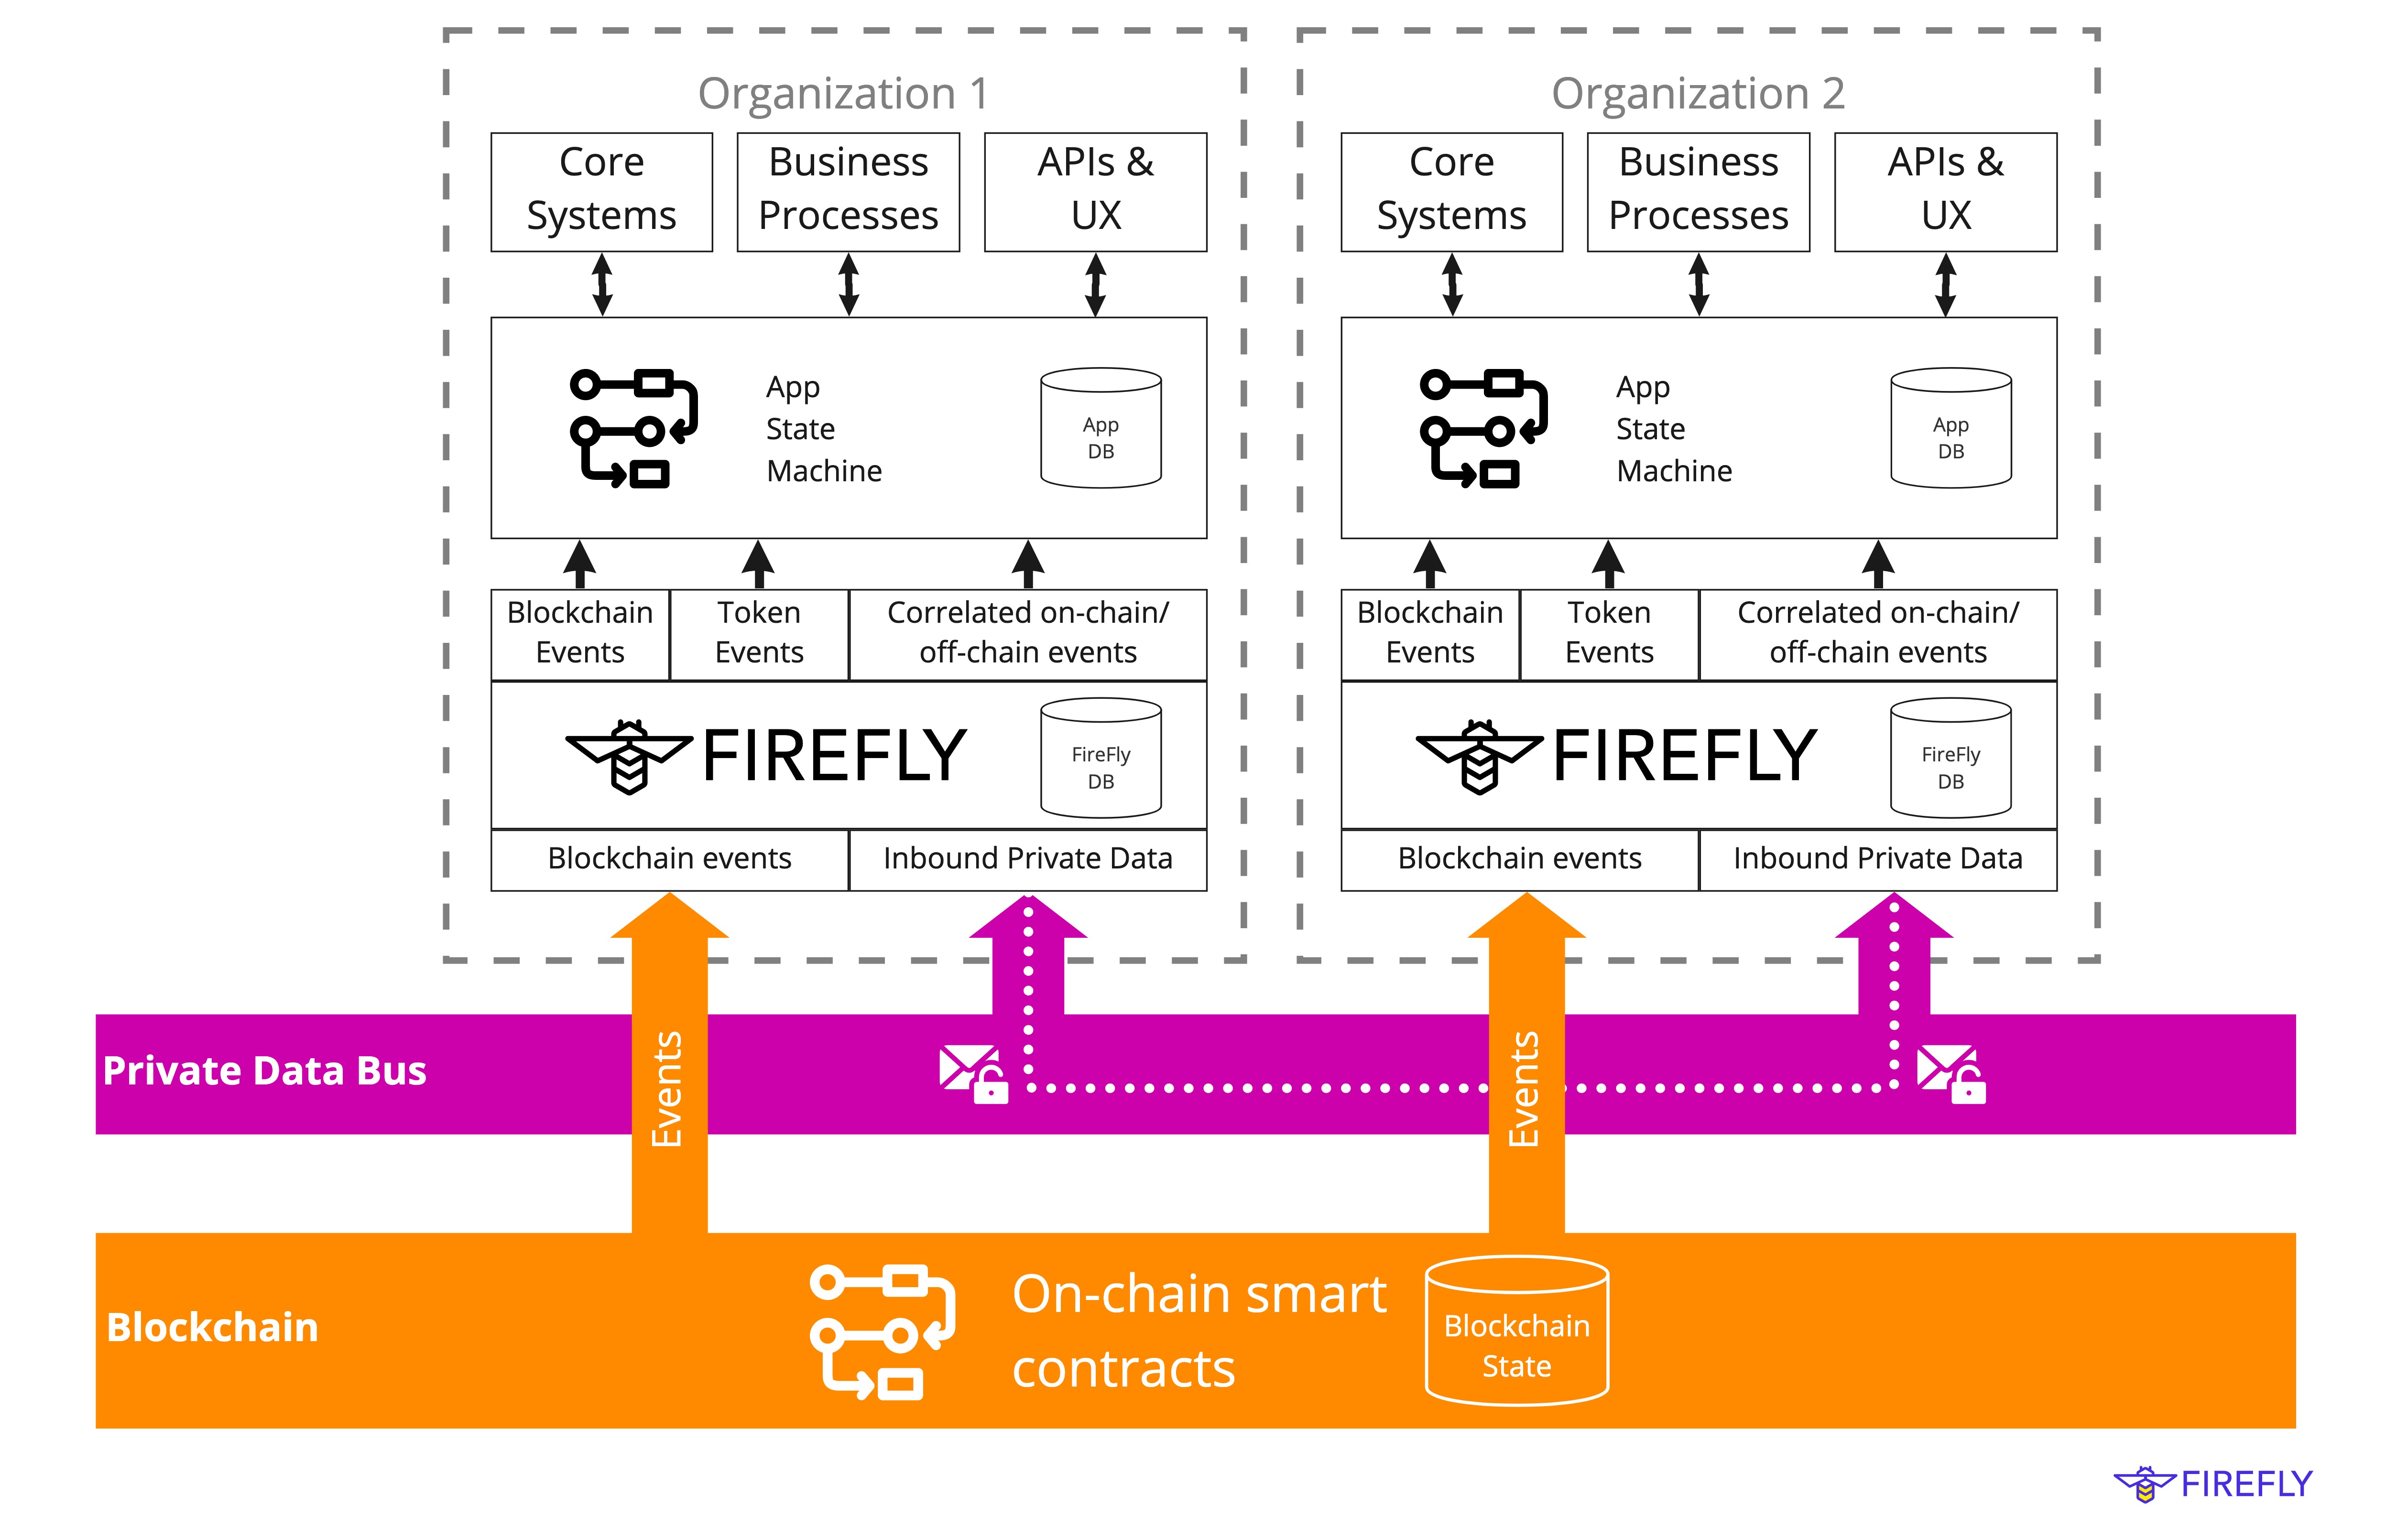 Organization 1
Core
Systems
Business
Processes
APIs &
UX
App
State
Machine
App
DB
Blockchain
Events
Token
Events
Correlated on-chain/
off-chain events
FIREFLY
FireFly
DB
Blockchain events
Inbound Private Data
Organization 2
Core
Systems
Business
Processes
APIs &
UX
App
State
Machine
App
DB
Blockchain
Events
Token
Events
Correlated on-chain/
off-chain events
FIREFLY
FireFly
DB
Blockchain events
Inbound Private Data
Private Data Bus
Events
Events
Blockchain
On-chain smart
contracts
Blockchain
State
FIREFLY